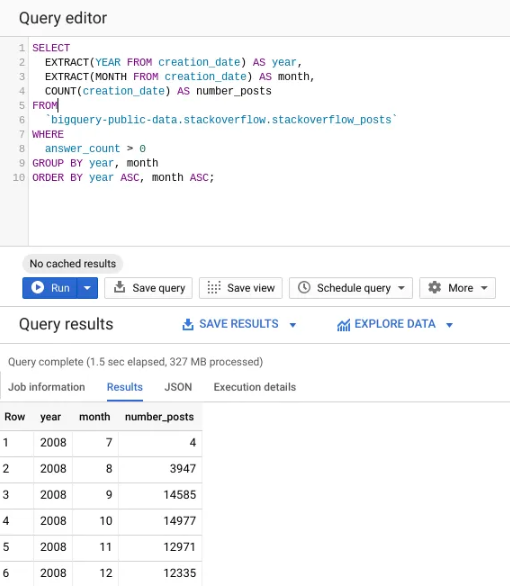 Query editor
1 SELECT
2 EXTRACT(YEAR FROM creation_date) AS year,
3 EXTRACT(MONTH FROM creation_date) AS month,
4 COUNT(creation_date) AS number_posts
5 FROM
6 `bigquery-public-data.stackoverflow.stackoverflow_posts`
7 WHERE
8 answer_count > 0
9 GROUP BY year, month
10 ORDER BY year ASC, month ASC;
No cached results
Run Save query Save view Schedule query More
Query results SAVE RESULTS EXPLORE DATA
Query complete (1.5 sec elapsed, 327 MB processed)
Job information Results JSON Execution details
Row year month number_posts
1 2008 7 4
2 2008 8 3947
3 2008 9 14585
4 2008 10 14977
5 2008 11 12971
6 2008 12 12335